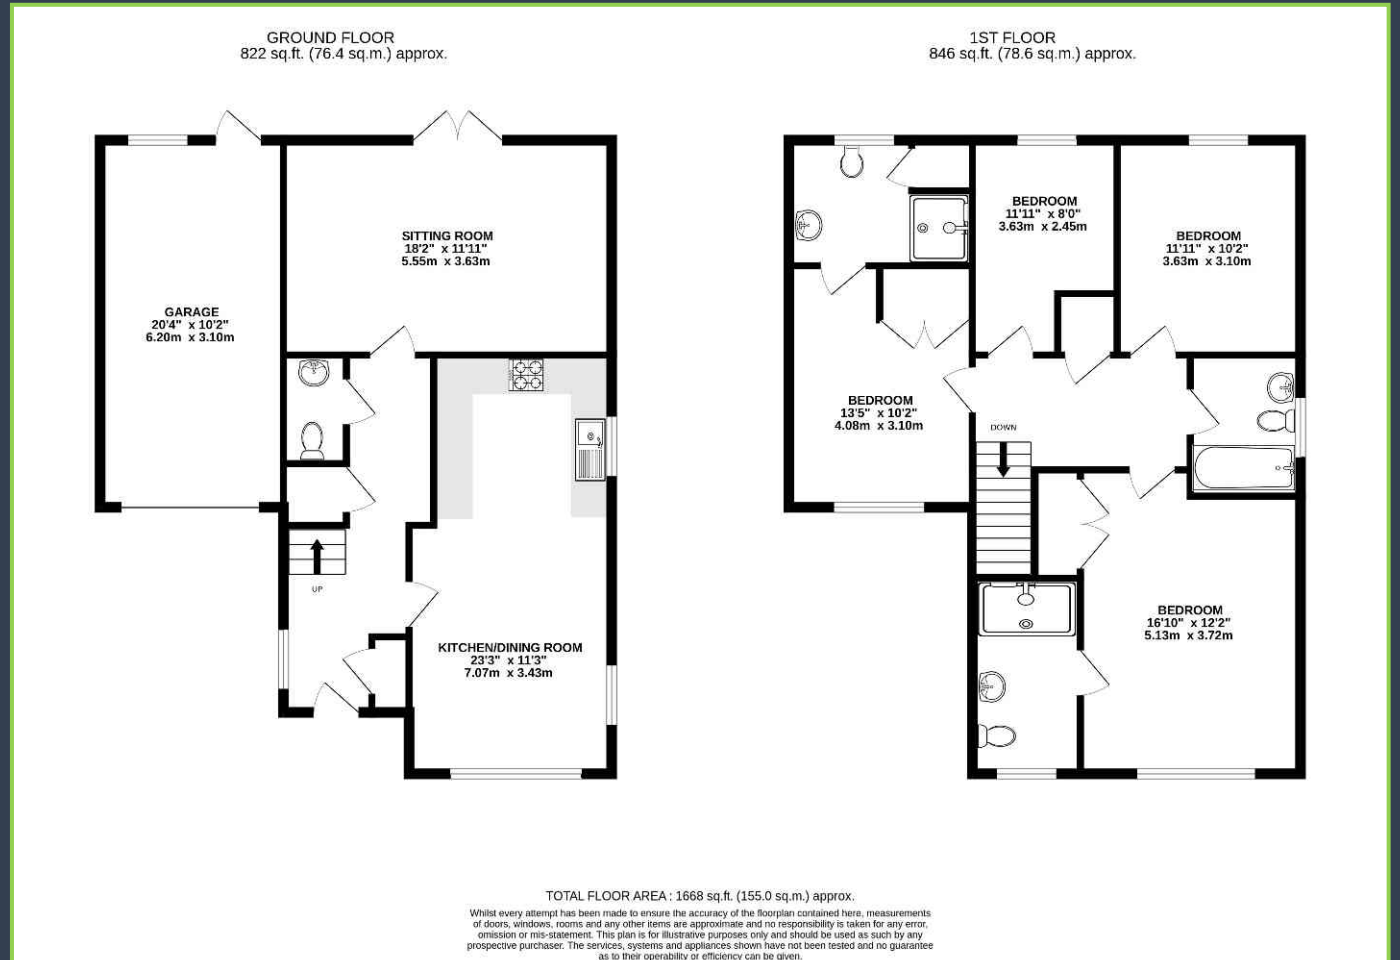 GROUND FLOOR
822 sq.ft. (76.4 sq.m.) approx.
1ST FLOOR
846 sq.ft. (78.6 sq.m.) approx.
SITTING ROOM
18'2" x 11'11"
5.55m x 3.63m
GARAGE
20'4" x 10'2"
6.20m x 3.10m
UP
KITCHEN/DINING ROOM
23'3" x 11'3"
7.07m x 3.43m
BEDROOM
11'11" x 8'0"
3.63m x 2.45m
BEDROOM
11'11" x 10'2"
3.63m x 3.10m
BEDROOM
13'5" x 10'2"
4.08m x 3.10m
DOWN
BEDROOM
16'10" x 12'2"
5.13m x 3.72m
TOTAL FLOOR AREA : 1668 sq.ft. (155.0 sq.m.) approx.
Whilst every attempt has been made to ensure the accuracy of the floorplan contained here, measurements
of doors, windows, rooms and any other items are approximate and no responsibility is taken for any error,
omission or mis-statement. This plan is for illustrative purposes only and should be used as such by any
prospective purchaser. The services, systems and appliances shown have not been tested and no guarantee
as to their operability or efficiency can be given.